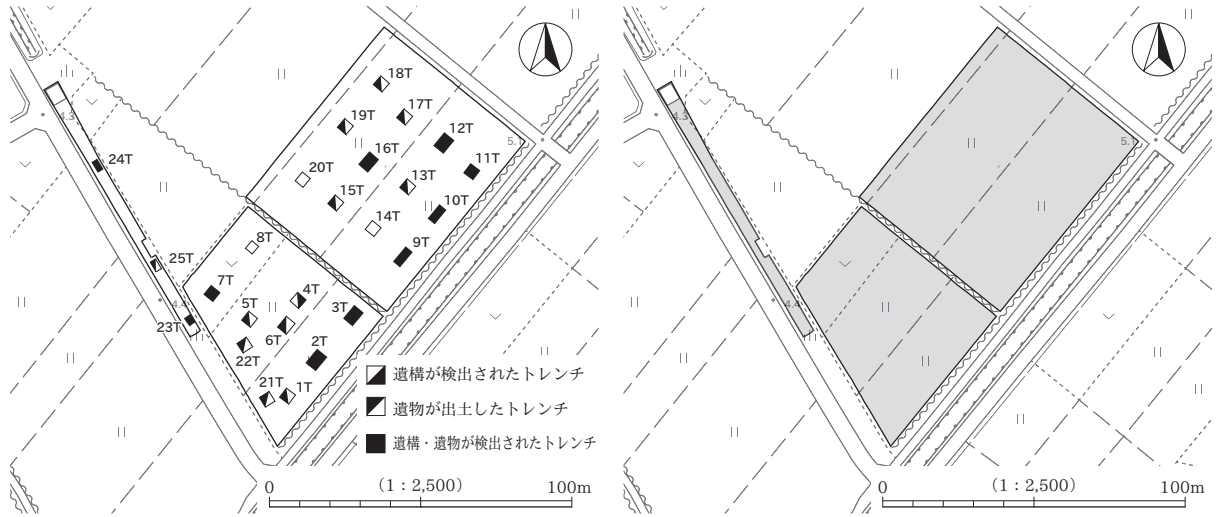 18T
17T
19T
12T
16T
11T
20T
13T
15T
10T
14T
9T
24T
8T
25T
7T
4T
5T
3T
6T
2T
23T
22T
21T
1T
4.3
4.4
遺構が検出されたトレンチ
遺物が出土したトレンチ
遺構・遺物が検出されたトレンチ
0 (1：2,500) 100m
4.3
4.4
0 (1：2,500) 100m